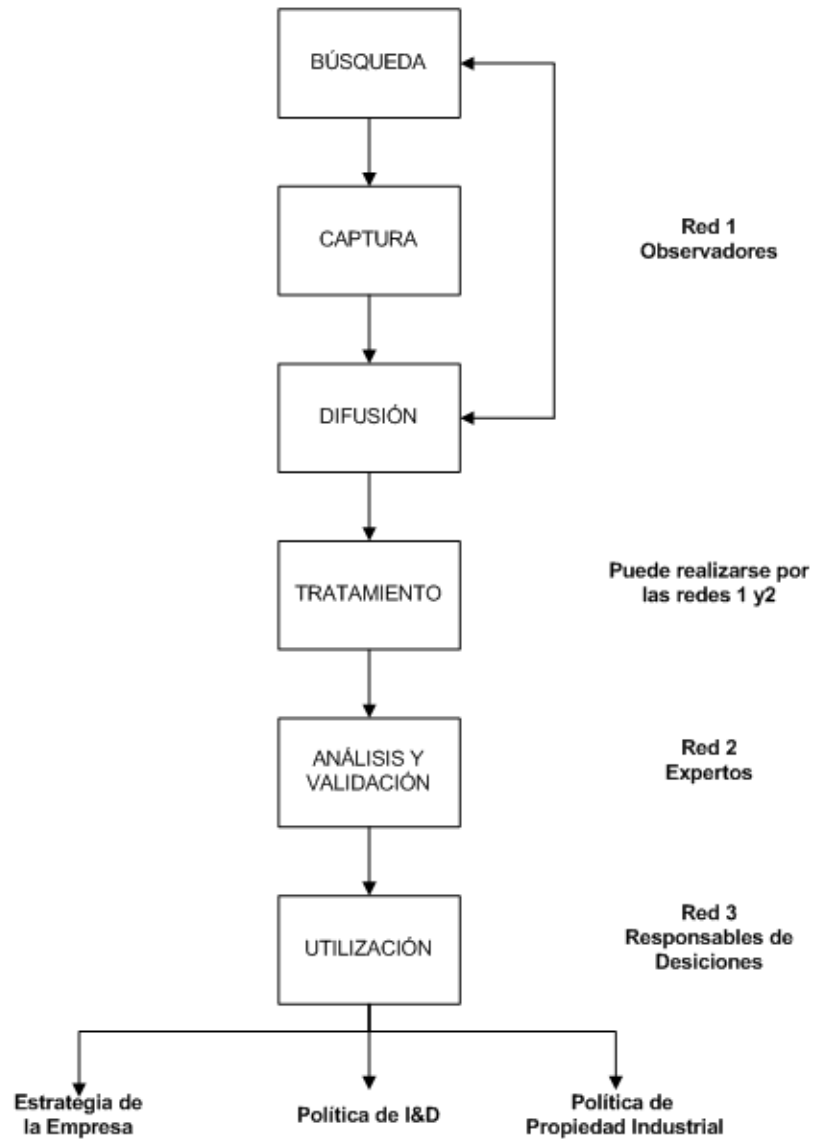 BÚSQUEDA
CAPTURA
Red 1
Observadores
DIFUSIÓN
TRATAMIENTO
Puede realizarse por
las redes 1 y2
ANÁLISIS Y
VALIDACIÓN
Red 2
Expertos
UTILIZACIÓN
Red 3
Responsables de
Desiciones
Estrategia de
la Empresa
Política de I&D
Política de
Propiedad Industrial